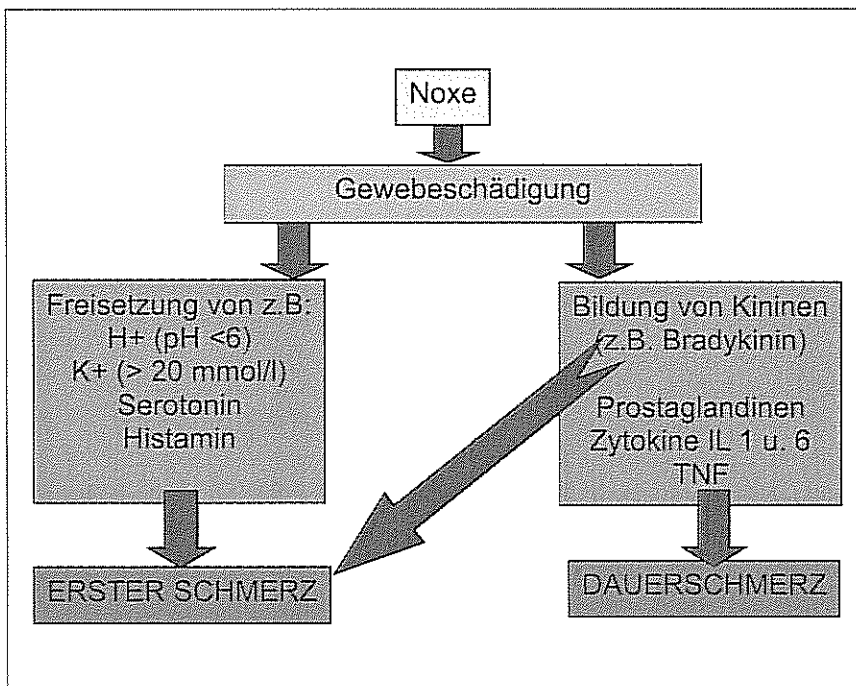 Noxe
Gewebeschädigung
Freisetzung von z.B:
H+ (pH <6)
K+ (> 20 mmol/l)
Serotonin
Histamin
Bildung von Kininen
(z.B. Bradykinin)
Prostaglandinen
Zytokine IL 1 u. 6
TNF
ERSTER SCHMERZ
DAUERSCHMERZ